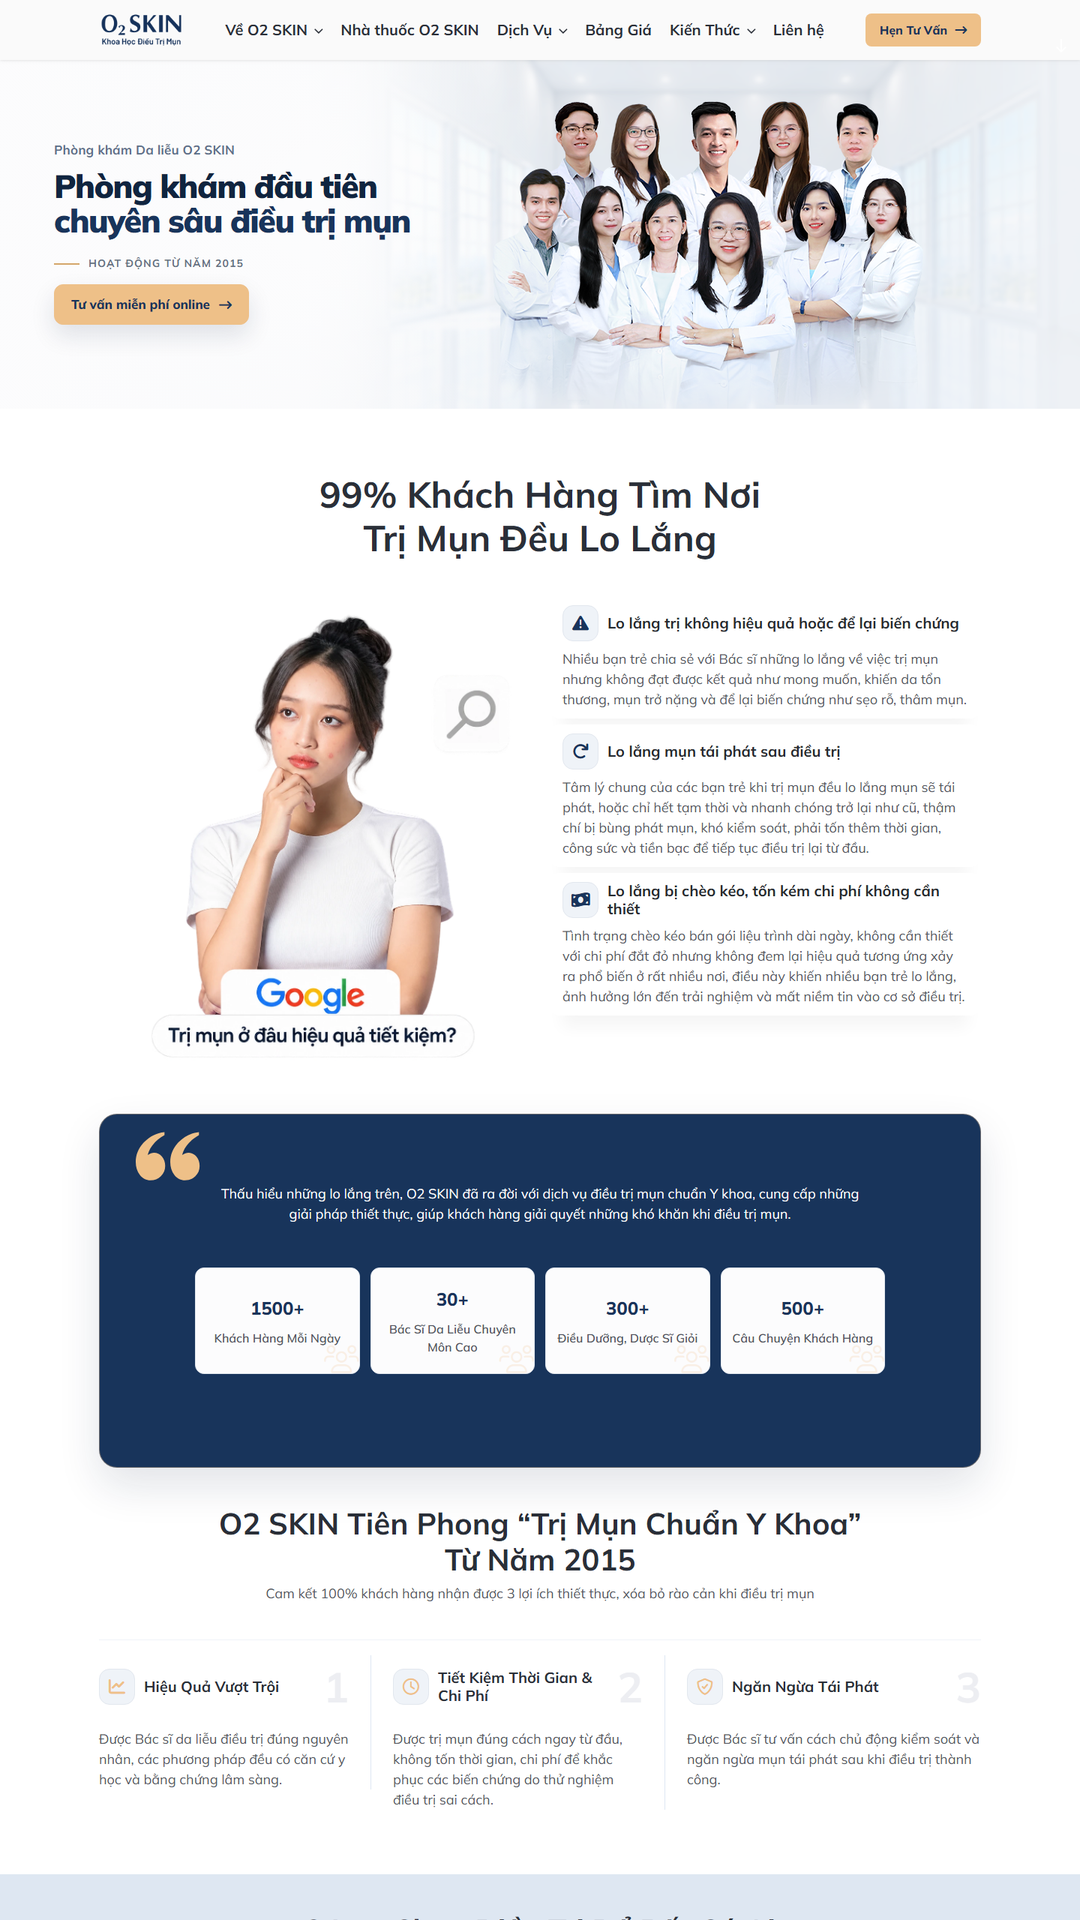 O2 SKIN
Khoa Học Điều Trị Mụn
Về O2 SKIN
Nhà thuốc O2 SKIN
Dịch Vụ
Bảng Giá
Kiến Thức
Liên hệ
Hẹn Tư Vấn
Phòng khám Da liễu O2 SKIN
Phòng khám đầu tiên
chuyên sâu điều trị mụn
HOẠT ĐỘNG TỪ NĂM 2015
Tư vấn miễn phí online
99% Khách Hàng Tìm Nơi
Trị Mụn Đều Lo Lắng
Google
Trị mụn ở đâu hiệu quả tiết kiệm?
Lo lắng trị không hiệu quả hoặc để lại biến chứng
Nhiều bạn trẻ chia sẻ với Bác sĩ những lo lắng về việc trị mụn
nhưng không đạt được kết quả như mong muốn, khiến da tổn
thương, mụn trở nặng và để lại biến chứng như sẹo rỗ, thâm mụn.
Lo lắng mụn tái phát sau điều trị
Tâm lý chung của các bạn trẻ khi trị mụn đều lo lắng mụn sẽ tái
phát, hoặc chỉ hết tạm thời và nhanh chóng trở lại như cũ, thậm
chí bị bùng phát mụn, khó kiểm soát, phải tốn thêm thời gian,
công sức và tiền bạc để tiếp tục điều trị lại từ đầu.
Lo lắng bị chèo kéo, tốn kém chi phí không cần
thiết
Tình trạng chèo kéo bán gói liệu trình dài ngày, không cần thiết
với chi phí đắt đỏ nhưng không đem lại hiệu quả tương ứng xảy
ra phổ biến ở rất nhiều nơi, điều này khiến nhiều bạn trẻ lo lắng,
ảnh hưởng lớn đến trải nghiệm và mất niềm tin vào cơ sở điều trị.
Thấu hiểu những lo lắng trên, O2 SKIN đã ra đời với dịch vụ điều trị mụn chuẩn Y khoa, cung cấp những
giải pháp thiết thực, giúp khách hàng giải quyết những khó khăn khi điều trị mụn.
1500+
Khách Hàng Mỗi Ngày
30+
Bác Sĩ Da Liễu Chuyên
Môn Cao
300+
Điều Dưỡng, Dược Sĩ Giỏi
500+
Câu Chuyện Khách Hàng
O2 SKIN Tiên Phong “Trị Mụn Chuẩn Y Khoa”
Từ Năm 2015
Cam kết 100% khách hàng nhận được 3 lợi ích thiết thực, xóa bỏ rào cản khi điều trị mụn
Hiệu Quả Vượt Trội
1
Được Bác sĩ da liễu điều trị đúng nguyên
nhân, các phương pháp đều có căn cứ y
học và bằng chứng lâm sàng.
Tiết Kiệm Thời Gian &
Chi Phí
2
Được trị mụn đúng cách ngay từ đầu,
không tốn thời gian, chi phí để khắc
phục các biến chứng do thử nghiệm
điều trị sai cách.
Ngăn Ngừa Tái Phát
3
Được Bác sĩ tư vấn cách chủ động kiểm soát và
ngăn ngừa mụn tái phát sau khi điều trị thành
công.